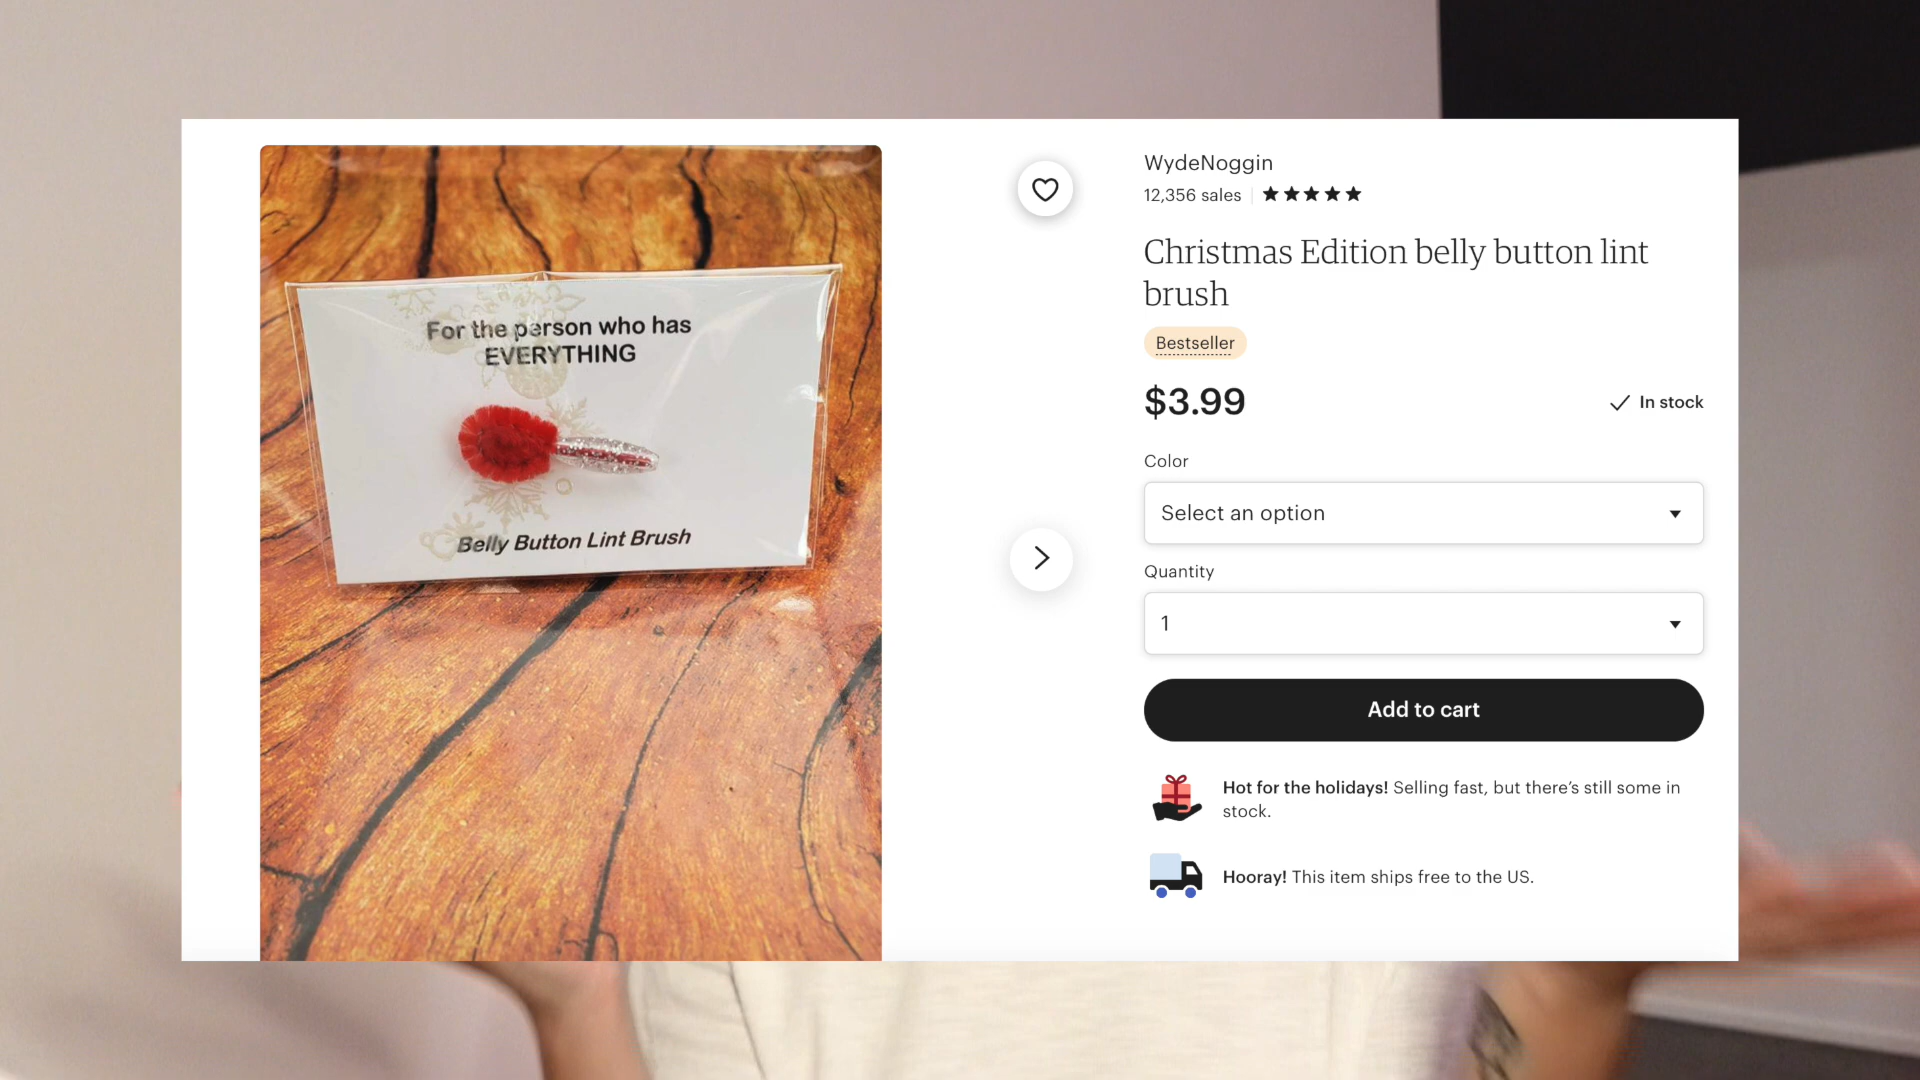 For the person who has
EVERYTHING
Belly Button Lint Brush
WydeNoggin
12,356 sales
Christmas Edition belly button lint
brush
Bestseller
$3.99
In stock
Color
Select an option
Quantity
1
Add to cart
Hot for the holidays! Selling fast, but there’s still some in
stock.
Hooray! This item ships free to the US.